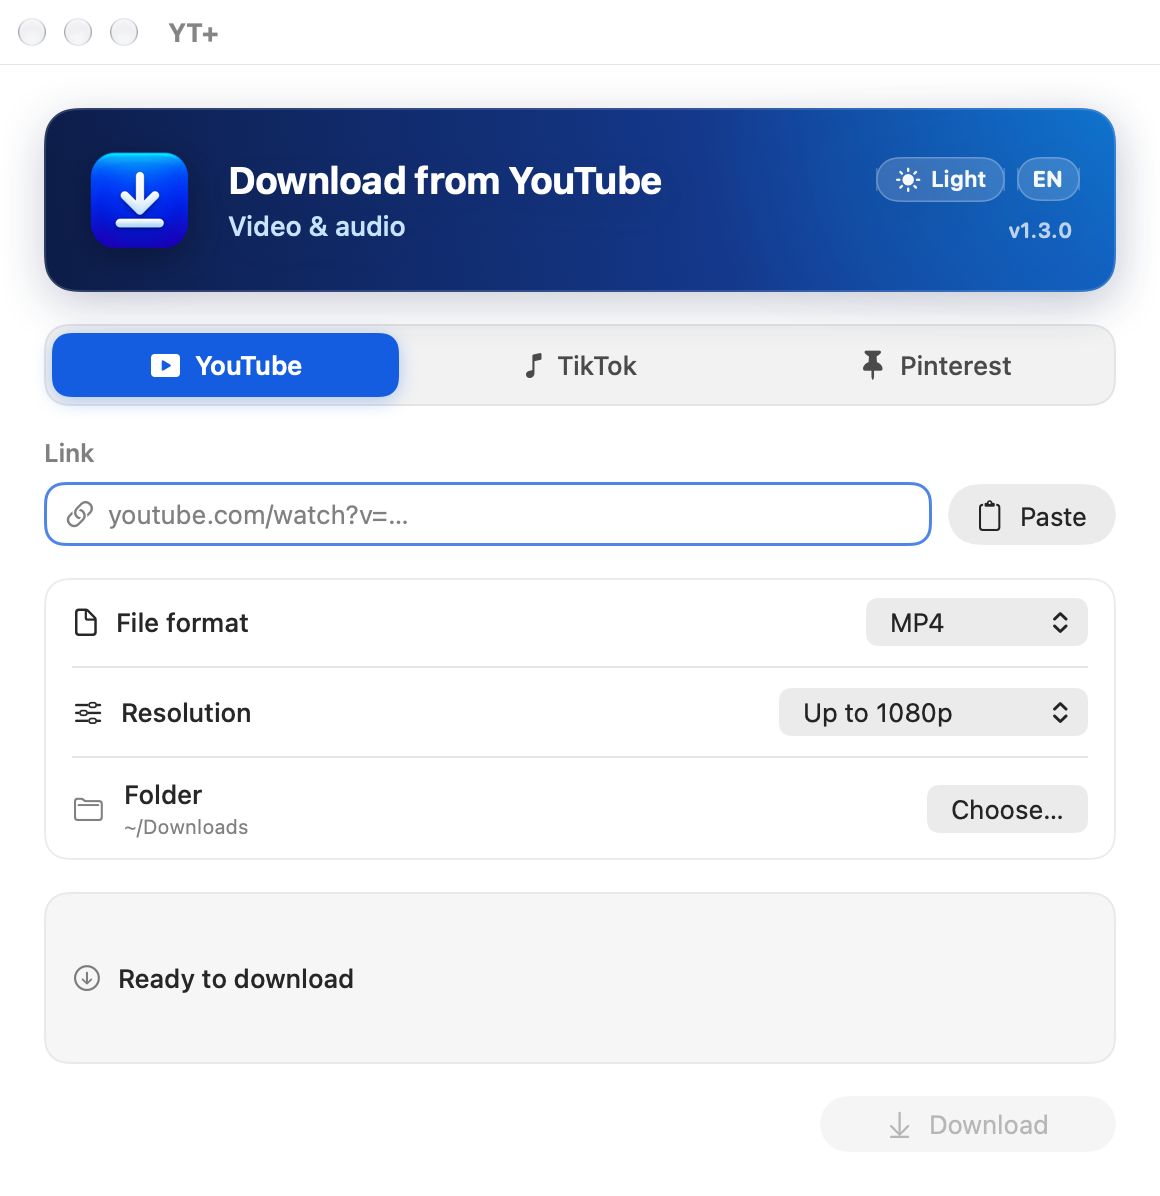 YT+
Download from YouTube
Video & audio
Light
EN
v1.3.0
YouTube
TikTok
Pinterest
Link
youtube.com/watch?v=...
Paste
File format
MP4
Resolution
Up to 1080p
Folder
~/Downloads
Choose...
Ready to download
Download